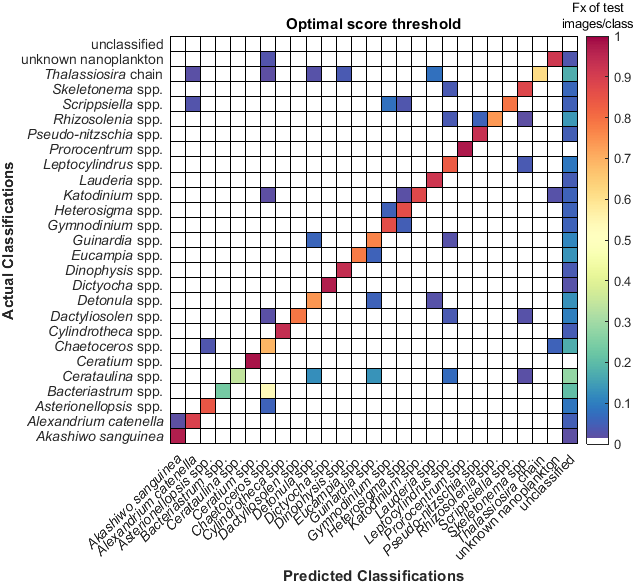 Optimal score threshold
Fx of test
images/class
unclassified
unknown nanoplankton
Thalassiosira chain
Skeletonema spp.
Scrippsiella spp.
Rhizosolenia spp.
Pseudo-nitzschia spp.
Prorocentrum spp.
Leptocylindrus spp.
Lauderia spp.
Katodinium spp.
Heterosigma spp.
Gymnodinium spp.
Guinardia spp.
Eucampia spp.
Dinophysis spp.
Dictyocha spp.
Detonula spp.
Dactyliosolen spp.
Cylindrotheca spp.
Chaetoceros spp.
Ceratium spp.
Cerataulina spp.
Bacteriastrum spp.
Asterionellopsis spp.
Alexandrium catenella
Akashiwo sanguinea
Actual Classifications
1
0.9
0.8
0.7
0.6
0.5
0.4
0.3
0.2
0.1
0
Akashiwo sanguinea
Alexandrium catenella
Asterionellopsis spp.
Bacteriastrum spp.
Cerataulina spp.
Ceratium spp.
Chaetoceros spp.
Cylindrotheca spp.
Dactyliosolen spp.
Detonula spp.
Dictyocha spp.
Dinophysis spp.
Eucampia spp.
Guinardia spp.
Gymnodinium spp.
Heterosigma spp.
Katodinium spp.
Lauderia spp.
Leptocylindrus spp.
Prorocentrum spp.
Pseudo-nitzschia spp.
Rhizosolenia spp.
Scrippsiella spp.
Skeletonema spp.
Thalassiosira chain
unknown nanoplankton
unclassified
Predicted Classifications